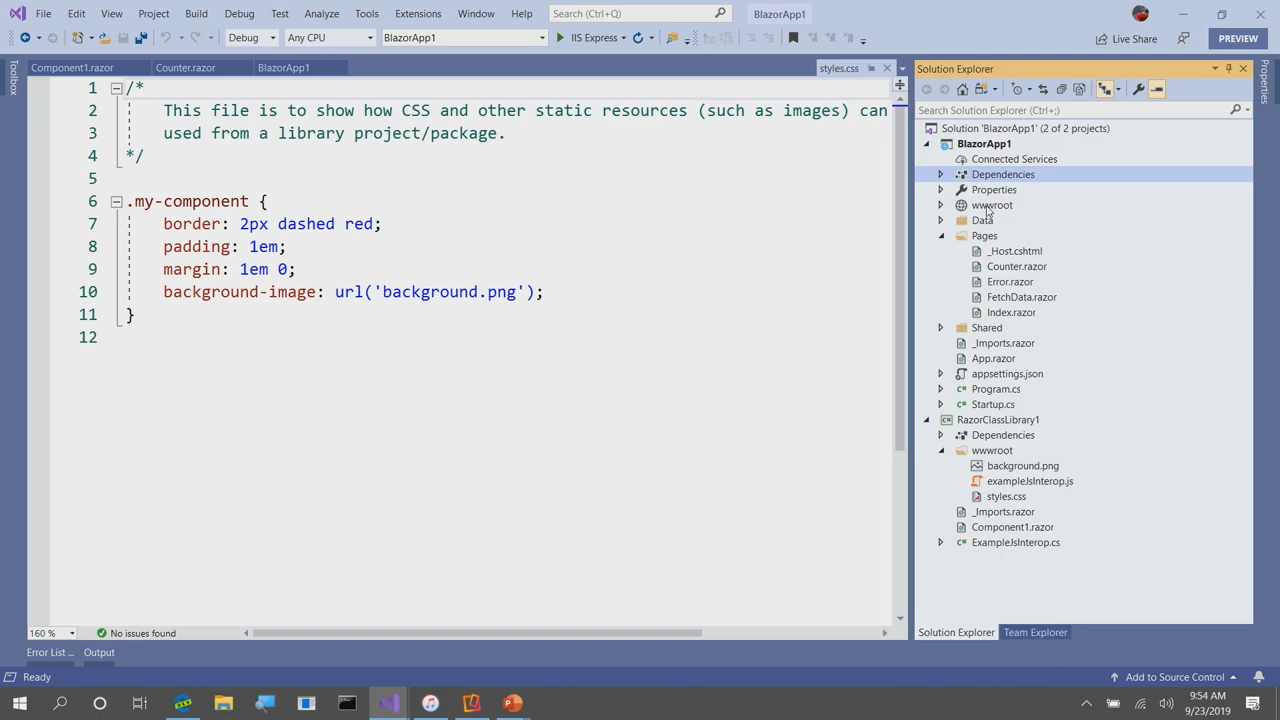 File Edit View Project Build Debug Test Analyze Tools Extensions Window Help Search (Ctrl+Q) BlazorApp1
Debug Any CPU BlazorApp1 IIS Express Live Share PREVIEW
Component1.razor Counter.razor BlazorApp1 styles.css
Toolbox
1 /*
2 This file is to show how CSS and other static resources (such as images) can
3 used from a library project/package.
4 */
5
6 .my-component {
7 border: 2px dashed red;
8 padding: 1em;
9 margin: 1em 0;
10 background-image: url('background.png');
11 }
12
160 % No issues found
Solution Explorer
Search Solution Explorer (Ctrl+;)
Solution 'BlazorApp1' (2 of 2 projects)
BlazorApp1
Connected Services
Dependencies
Properties
wwwroot
Data
Pages
_Host.cshtml
Counter.razor
Error.razor
FetchData.razor
Index.razor
Shared
_Imports.razor
App.razor
appsettings.json
C# Program.cs
C# Startup.cs
C# RazorClassLibrary1
Dependencies
wwwroot
background.png
exampleJsInterop.js
styles.css
_Imports.razor
Component1.razor
C# ExampleJsInterop.cs
Solution Explorer Team Explorer
Properties
Error List ... Output
Ready Add to Source Control
9:54 AM
9/23/2019